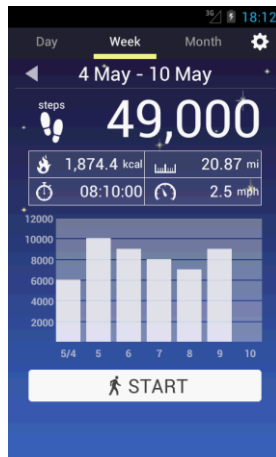 3G 18:12
Day Week Month
4 May - 10 May
steps 49,000
1,874.4 kcal 20.87 mi
08:10:00 2.5 mph
12000
10000
8000
6000
4000
2000
5/4 5 6 7 8 9 10
START